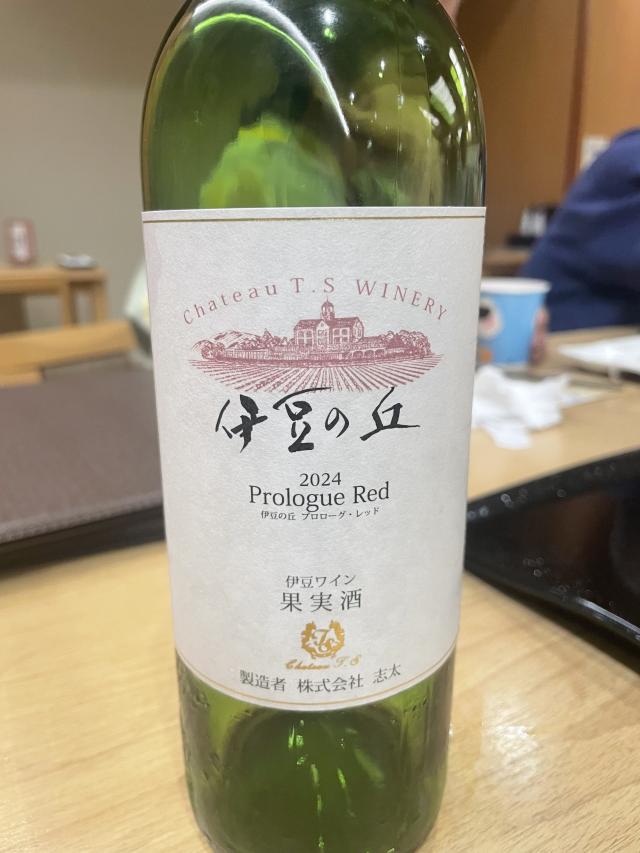 Chateau T.S WINERY
伊豆の丘
2024
Prologue Red
伊豆の丘 プロローグ・レッド
伊豆ワイン
果実酒
Chateau T.S
製造者 株式会社 志太